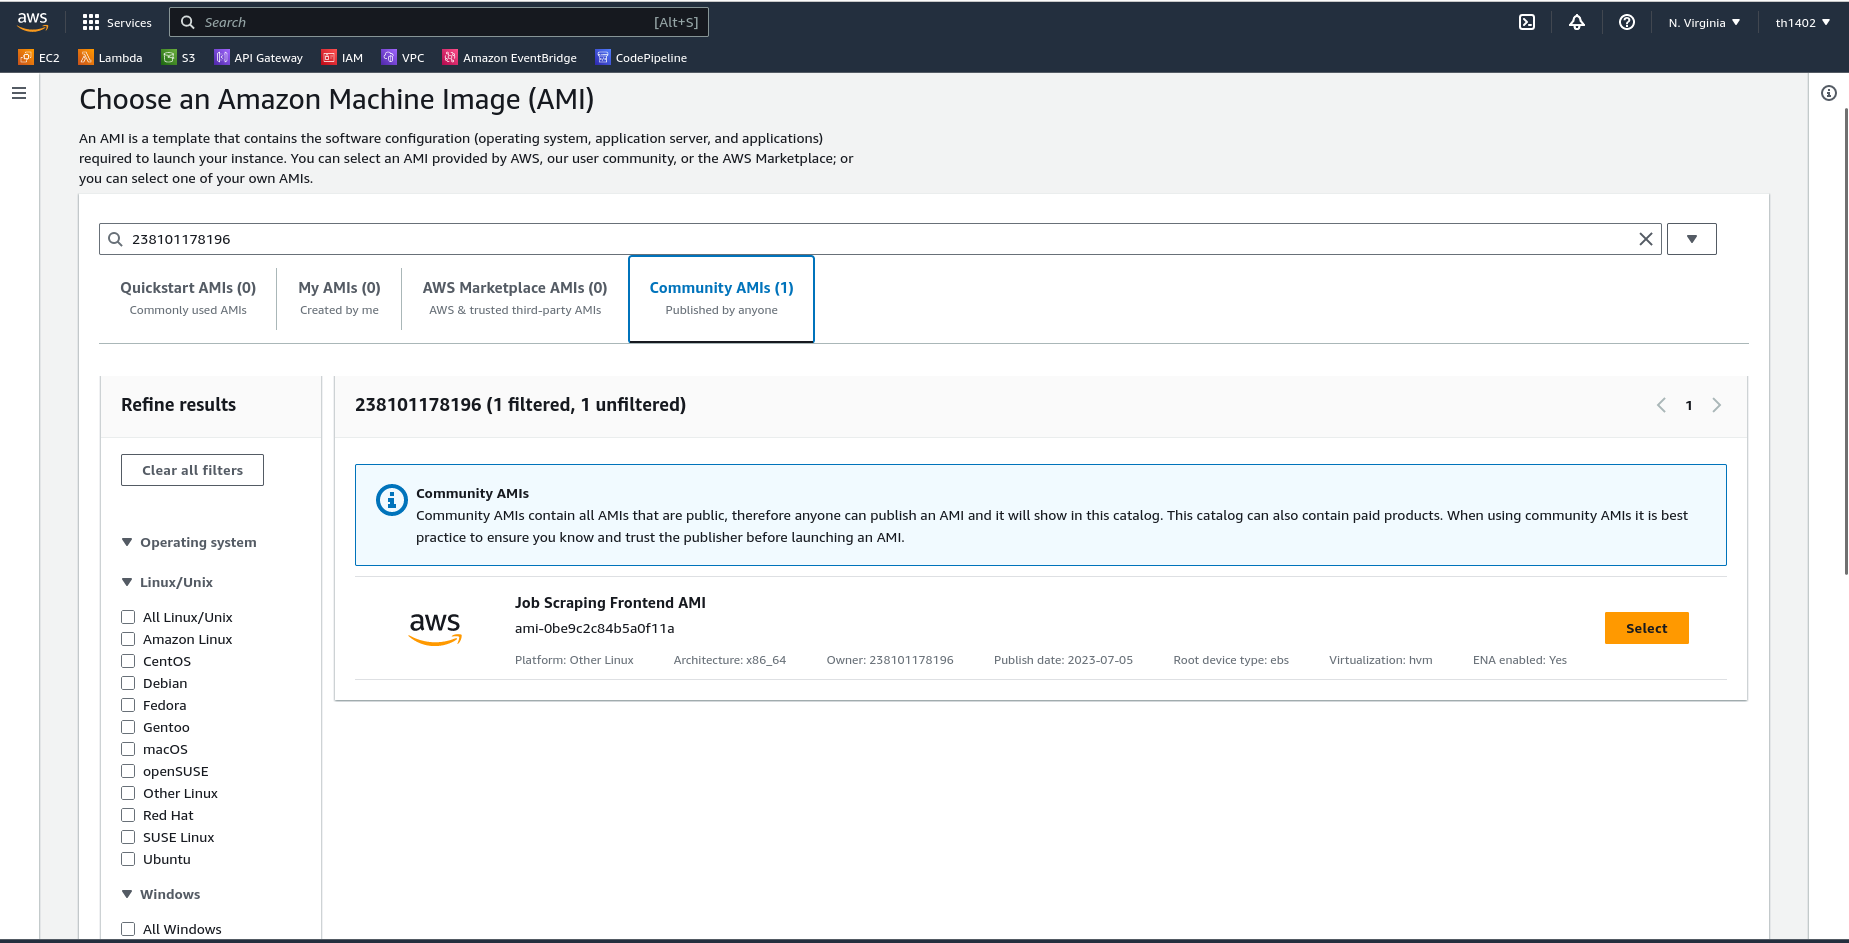 aws
Services
Search
[Alt+S]
N. Virginia
th1402
EC2
Lambda
S3
API Gateway
IAM
VPC
Amazon EventBridge
CodePipeline
Choose an Amazon Machine Image (AMI)
An AMI is a template that contains the software configuration (operating system, application server, and applications)
required to launch your instance. You can select an AMI provided by AWS, our user community, or the AWS Marketplace; or
you can select one of your own AMIs.
238101178196
Quickstart AMIs (0)
Commonly used AMIs
My AMIs (0)
Created by me
AWS Marketplace AMIs (0)
AWS & trusted third-party AMIs
Community AMIs (1)
Published by anyone
Refine results
Clear all filters
Operating system
Linux/Unix
All Linux/Unix
Amazon Linux
CentOS
Debian
Fedora
Gentoo
macOS
openSUSE
Other Linux
Red Hat
SUSE Linux
Ubuntu
Windows
All Windows
238101178196 (1 filtered, 1 unfiltered)
1
Community AMIs
Community AMIs contain all AMIs that are public, therefore anyone can publish an AMI and it will show in this catalog. This catalog can also contain paid products. When using community AMIs it is best
practice to ensure you know and trust the publisher before launching an AMI.
aws
Job Scraping Frontend AMI
ami-0be9c2c84b5a0f11a
Platform: Other Linux
Architecture: x86_64
Owner: 238101178196
Publish date: 2023-07-05
Root device type: ebs
Virtualization: hvm
ENA enabled: Yes
Select